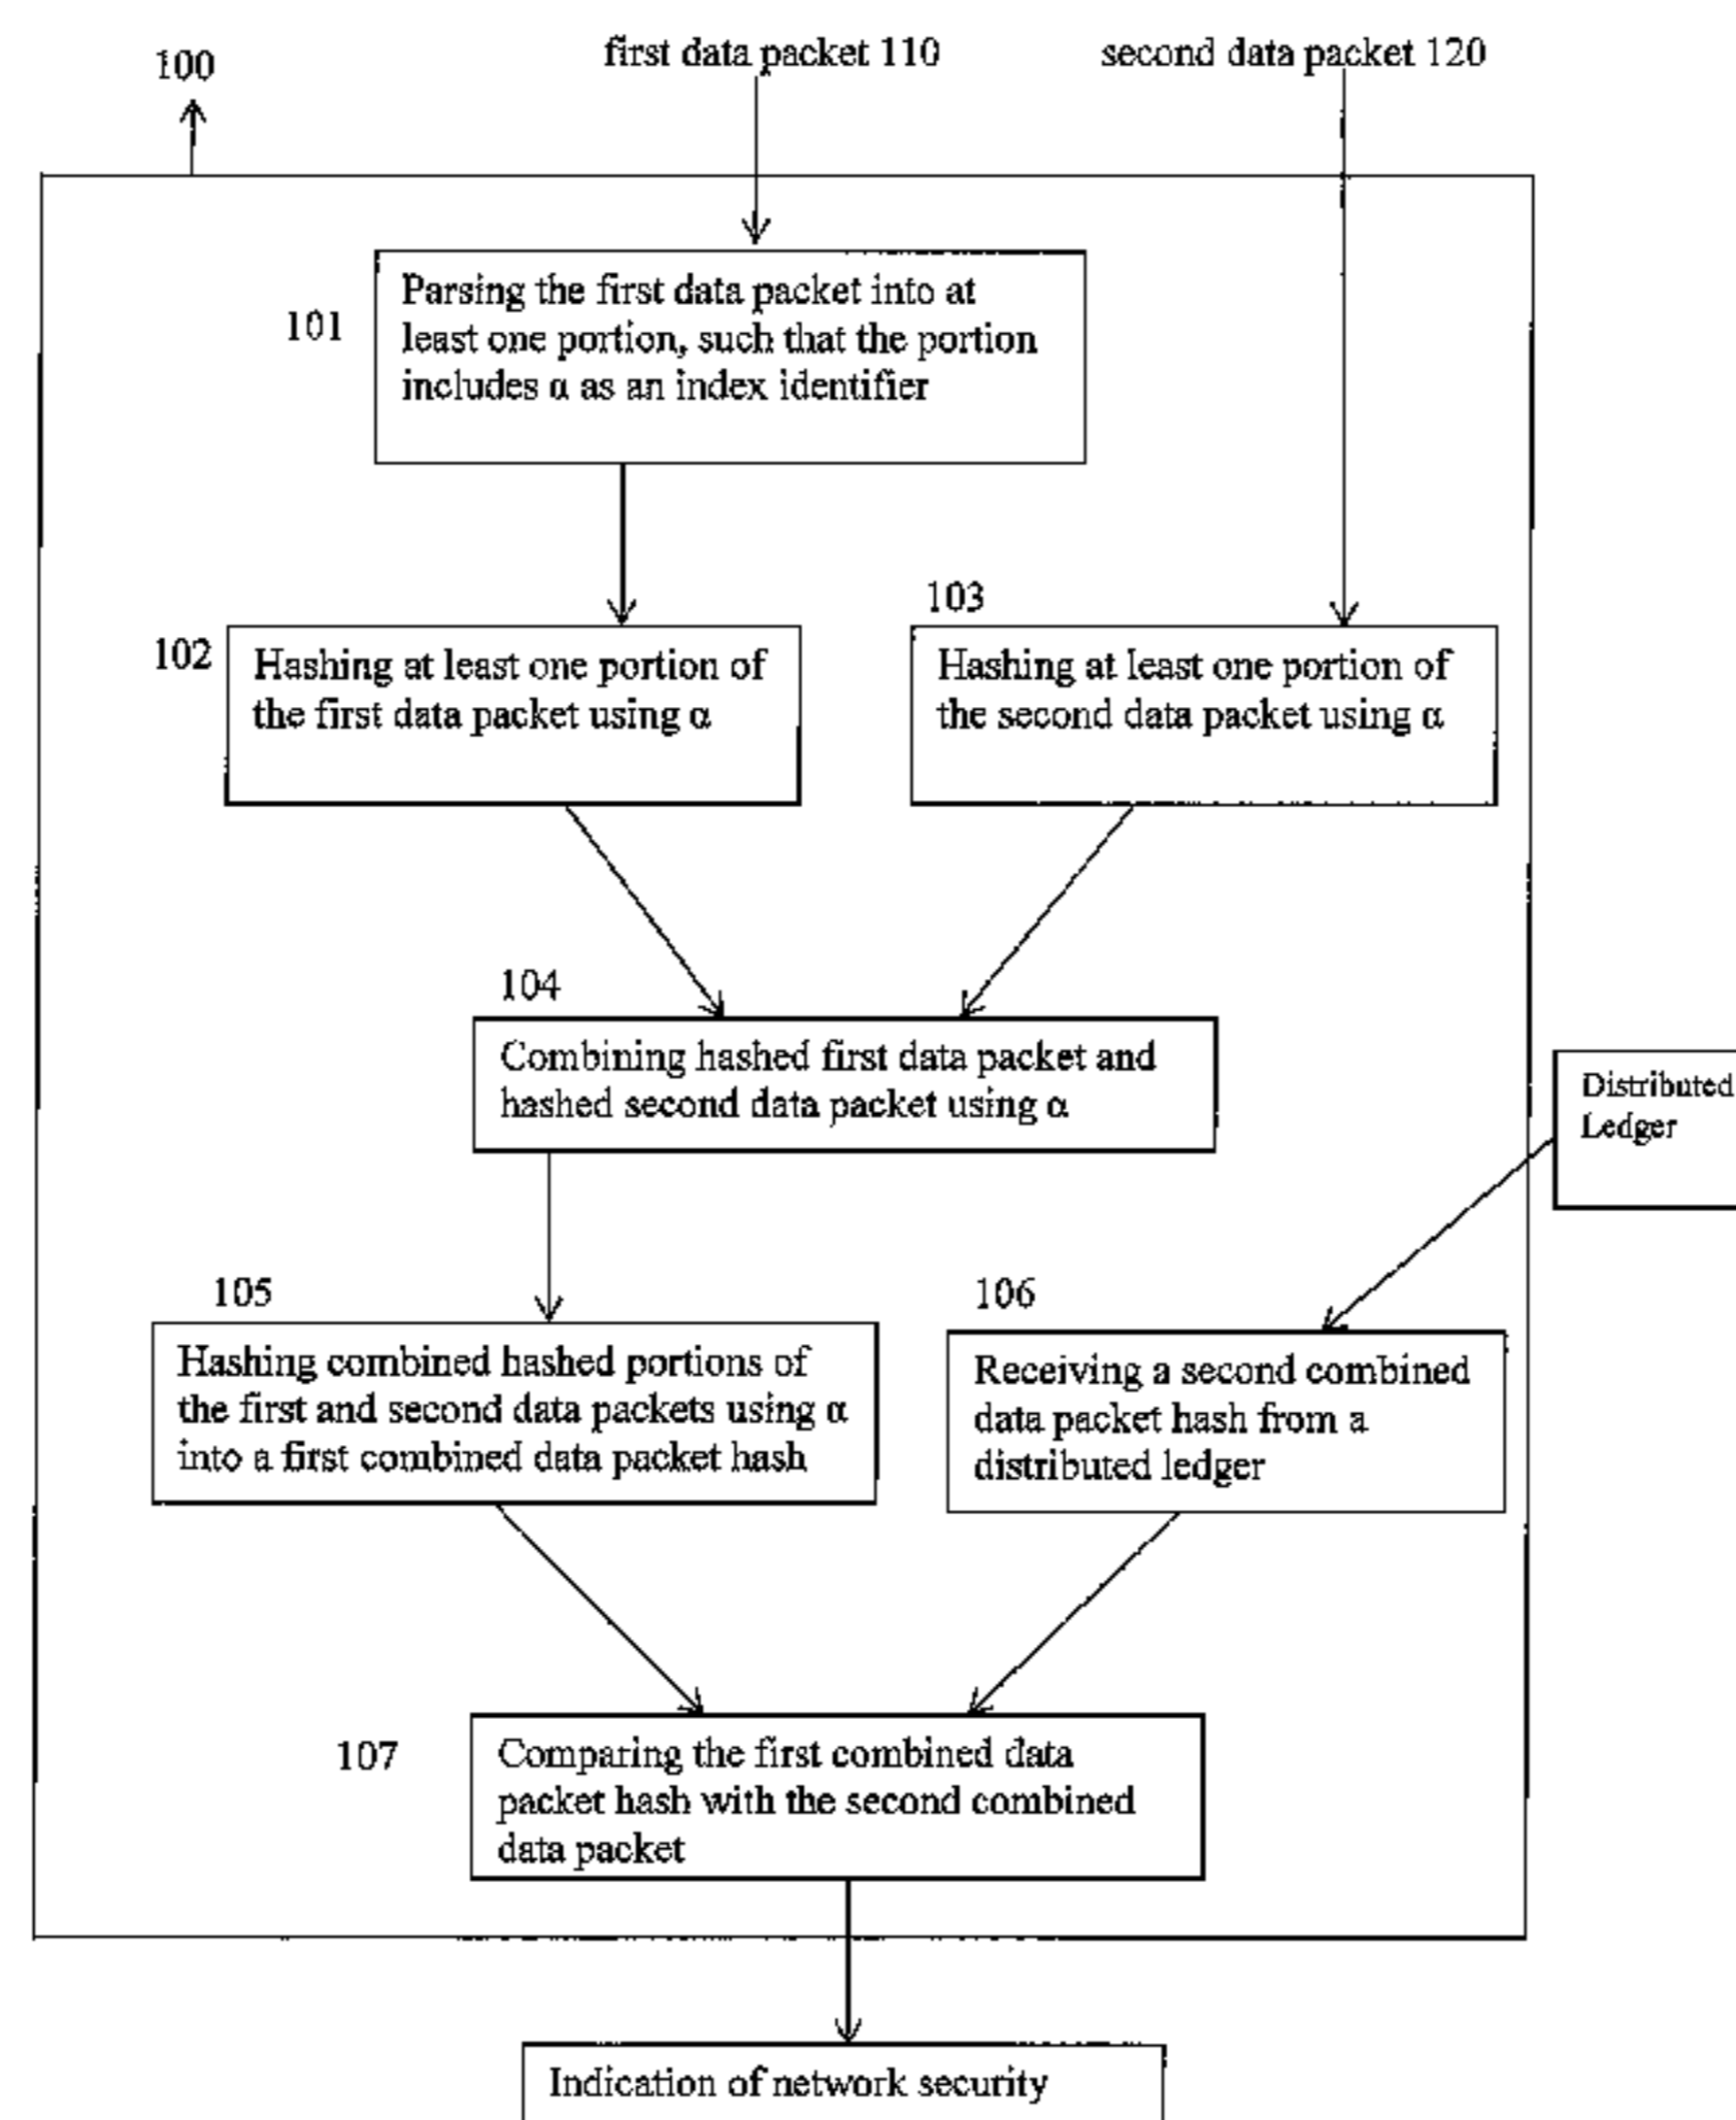 100
first data packet 110
second data packet 120
101
Parsing the first data packet into at
least one portion, such that the portion
includes α as an index identifier
102
Hashing at least one portion of
the first data packet using α
103
Hashing at least one portion of
the second data packet using α
104
Combining hashed first data packet and
hashed second data packet using α
Distributed
Ledger
105
Hashing combined hashed portions of
the first and second data packets using α
into a first combined data packet hash
106
Receiving a second combined
data packet hash from a
distributed ledger
107
Comparing the first combined data
packet hash with the second combined
data packet
Indication of network security